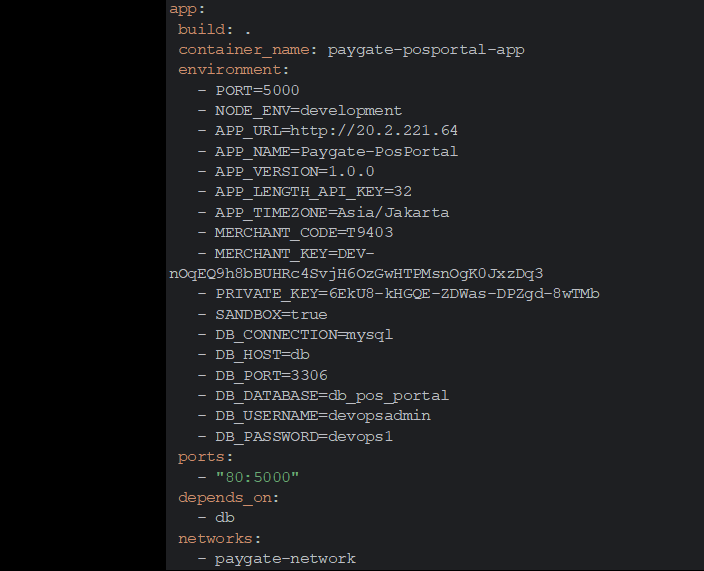 app:
build: .
container_name: paygate-posportal-app
environment:
- PORT=5000
- NODE_ENV=development
- APP_URL=http://20.2.221.64
- APP_NAME=Paygate-PosPortal
- APP_VERSION=1.0.0
- APP_LENGTH_API_KEY=32
- APP_TIMEZONE=Asia/Jakarta
- MERCHANT_CODE=T9403
- MERCHANT_KEY=DEV-
nOqEQ9h8bBUHRc4SvjH6OzGwHTPMsnOgK0JxzDq3
- PRIVATE_KEY=6EkU8-kHGQE-ZDWas-DPZgd-8wTMb
- SANDBOX=true
- DB_CONNECTION=mysql
- DB_HOST=db
- DB_PORT=3306
- DB_DATABASE=db_pos_portal
- DB_USERNAME=devopsadmin
- DB_PASSWORD=devops1
ports:
- "80:5000"
depends_on:
- db
networks:
- paygate-network